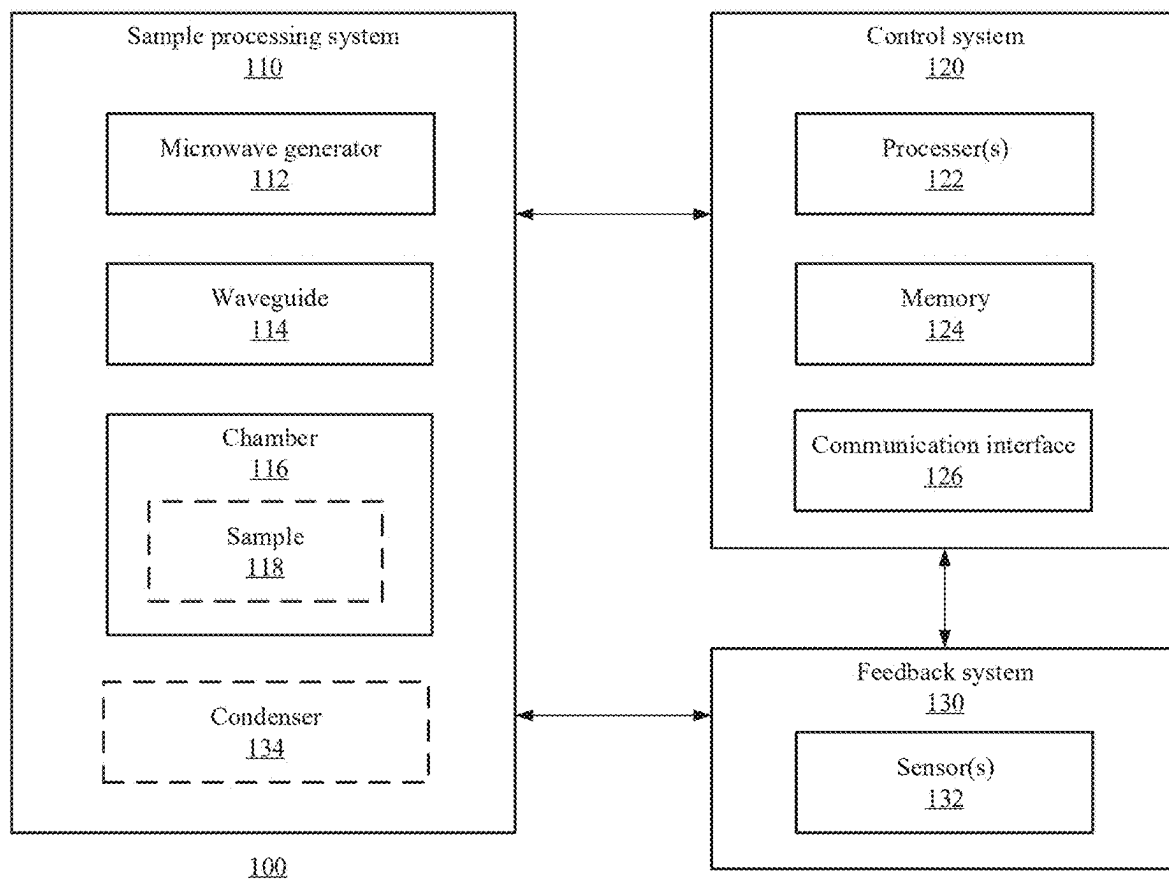 Sample processing system
110
Microwave generator
112
Waveguide
114
Chamber
116
Sample
118
Condenser
134
100
Control system
120
Processer(s)
122
Memory
124
Communication interface
126
Feedback system
130
Sensor(s)
132